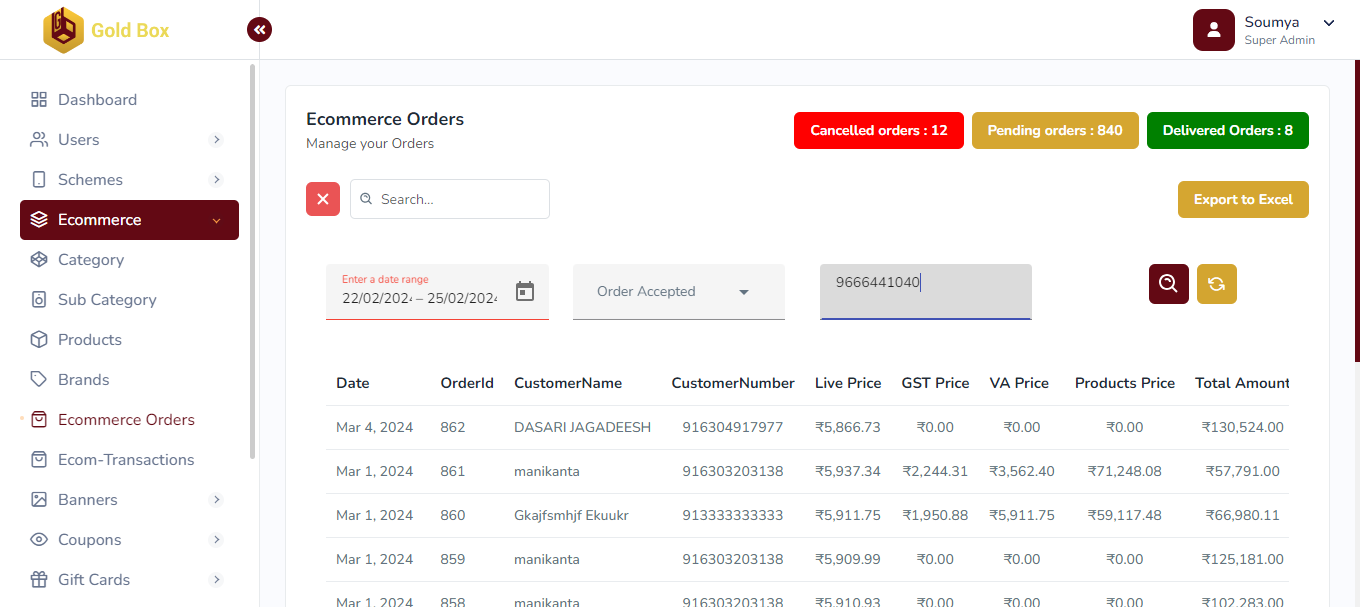 Gold Box
Soumya
Super Admin
Dashboard
Users
Schemes
Ecommerce
Category
Sub Category
Products
Brands
Ecommerce Orders
Ecom-Transactions
Banners
Coupons
Gift Cards
Ecommerce Orders
Manage your Orders
Cancelled orders : 12 Pending orders : 840 Delivered Orders : 8
Search...
Export to Excel
Enter a date range
22/02/2024 – 25/02/2024
Order Accepted
9666441040
Date OrderId CustomerName CustomerNumber Live Price GST Price VA Price Products Price Total Amount
Mar 4, 2024 862 DASARI JAGADEESH 916304917977 ₹5,866.73 ₹0.00 ₹0.00 ₹0.00 ₹130,524.00
Mar 1, 2024 861 manikanta 916303203138 ₹5,937.34 ₹2,244.31 ₹3,562.40 ₹71,248.08 ₹57,791.00
Mar 1, 2024 860 Gkajfsmhjf Ekuukr 913333333333 ₹5,911.75 ₹1,950.88 ₹5,911.75 ₹59,117.48 ₹66,980.11
Mar 1, 2024 859 manikanta 916303203138 ₹5,909.99 ₹0.00 ₹0.00 ₹0.00 ₹125,181.00
Mar 1, 2024 858 manikanta 916303203138 ₹5,910.93 ₹0.00 ₹0.00 ₹0.00 ₹102,283.00